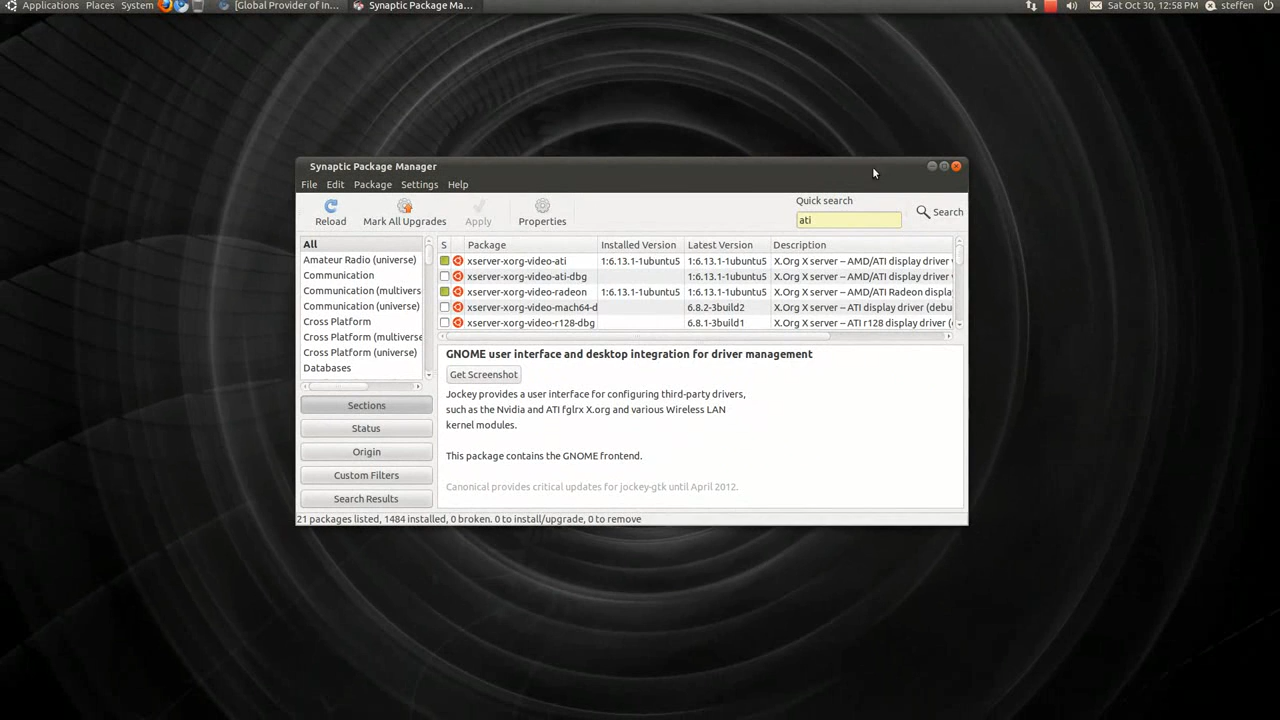 Applications Places System [Global Provider of In... Synaptic Package Ma... Sat Oct 30, 12:58 PM steffen
Synaptic Package Manager
File Edit Package Settings Help
Reload Mark All Upgrades Apply Properties Quick search Search
ati
All
Amateur Radio (universe)
Communication
Communication (multivers
Communication (universe)
Cross Platform
Cross Platform (multiverse
Cross Platform (universe)
Databases
Sections
Status
Origin
Custom Filters
Search Results
S Package Installed Version Latest Version Description
xserver-xorg-video-ati 1:6.13.1-1ubuntu5 1:6.13.1-1ubuntu5 X.Org X server -- AMD/ATI display driver
xserver-xorg-video-ati-dbg 1:6.13.1-1ubuntu5 X.Org X server -- AMD/ATI display driver (
xserver-xorg-video-radeon 1:6.13.1-1ubuntu5 1:6.13.1-1ubuntu5 X.Org X server -- AMD/ATI Radeon displa
xserver-xorg-video-mach64-d 6.8.2-3build2 X.Org X server -- ATI display driver (debu
xserver-xorg-video-r128-dbg 6.8.1-3build1 X.Org X server -- ATI r128 display driver (
GNOME user interface and desktop integration for driver management
Get Screenshot
Jockey provides a user interface for configuring third-party drivers,
such as the Nvidia and ATI fglrx X.org and various Wireless LAN
kernel modules.
This package contains the GNOME frontend.
Canonical provides critical updates for jockey-gtk until April 2012.
21 packages listed, 1484 installed, 0 broken. 0 to install/upgrade, 0 to remove